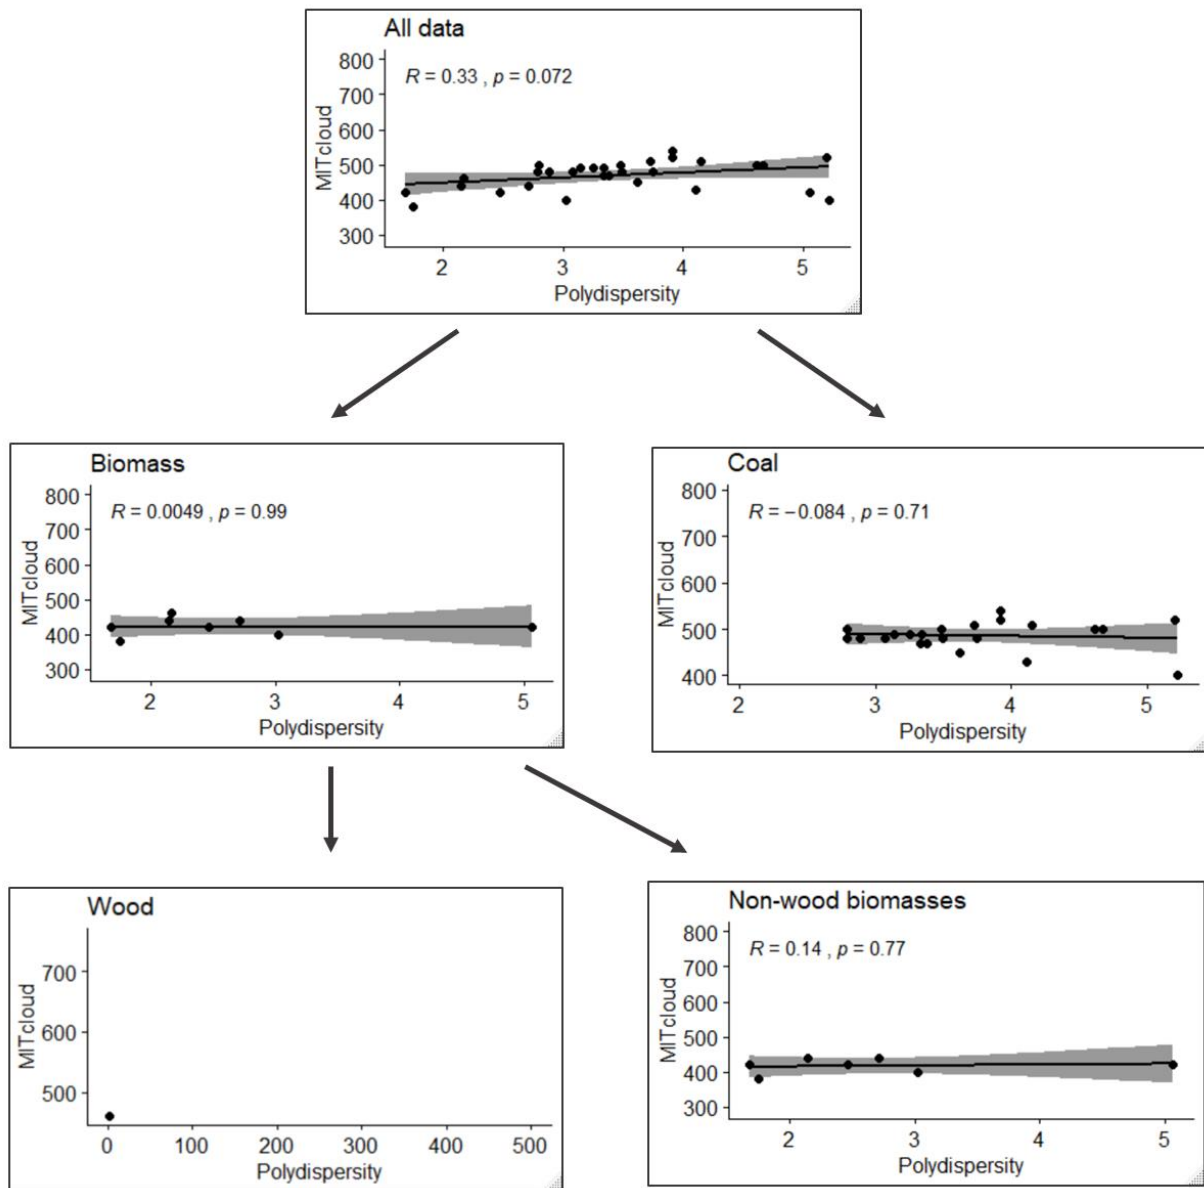 All data
R = 0.33 , p = 0.072
800
700
600
500
400
300
MITcloud
2 3 4 5
Polydispersity
Biomass
R = 0.0049 , p = 0.99
800
700
600
500
400
300
MITcloud
2 3 4 5
Polydispersity
Coal
R = −0.084 , p = 0.71
800
700
600
500
400
MITcloud
2 3 4 5
Polydispersity
Wood
700
600
500
MITcloud
0 100 200 300 400 500
Polydispersity
Non-wood biomasses
R = 0.14 , p = 0.77
800
700
600
500
400
300
MITcloud
2 3 4 5
Polydispersity